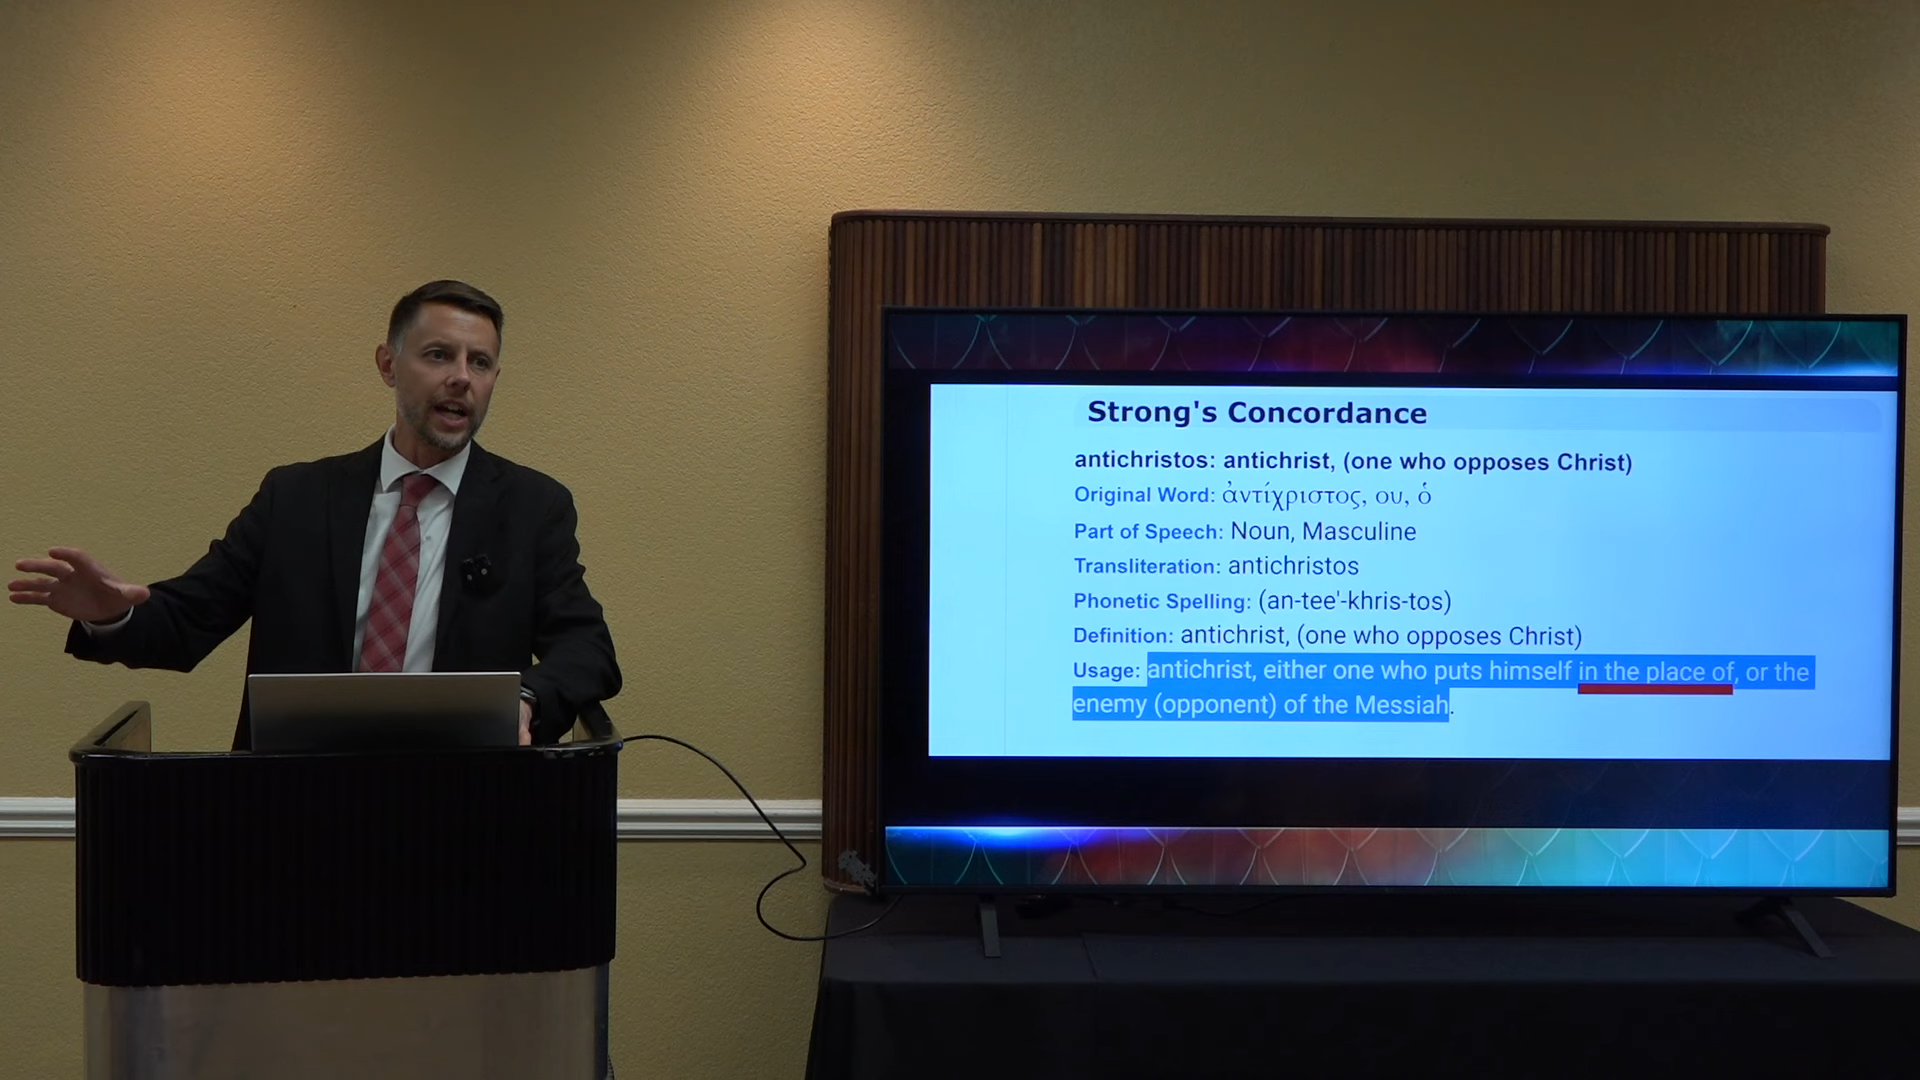 Strong's Concordance
antichristos: antichrist, (one who opposes Christ)
Original Word: ἀντίχριστος, ου, ὁ
Part of Speech: Noun, Masculine
Transliteration: antichristos
Phonetic Spelling: (an-tee'-khris-tos)
Definition: antichrist, (one who opposes Christ)
Usage: antichrist, either one who puts himself in the place of, or the
enemy (opponent) of the Messiah.